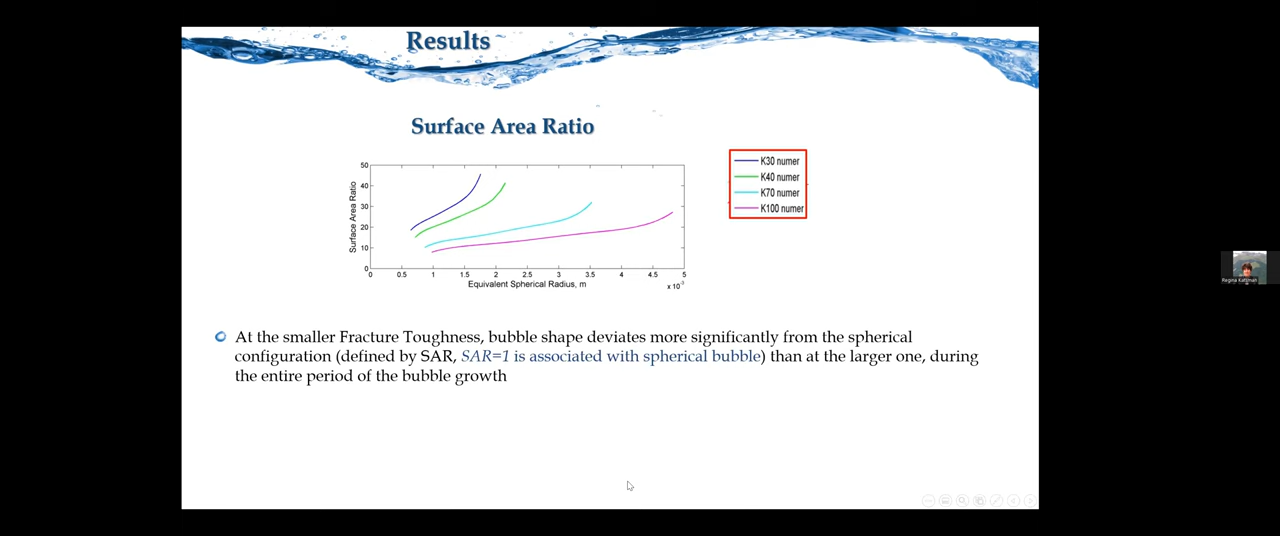 Results
Surface Area Ratio
50
40
30
20
10
0
Surface Area Ratio
0 0.5 1 1.5 2 2.5 3 3.5 4 4.5 5
Equivalent Spherical Radius, m
x 10⁻³
K30 numer
K40 numer
K70 numer
K100 numer
At the smaller Fracture Toughness, bubble shape deviates more significantly from the spherical
configuration (defined by SAR, SAR=1 is associated with spherical bubble) than at the larger one, during
the entire period of the bubble growth